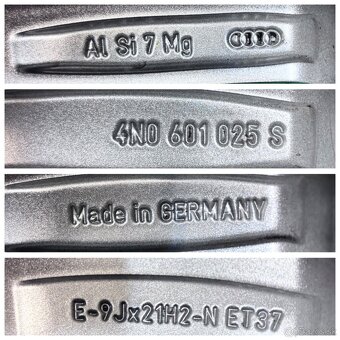 Al Si 7 Mg
4N0 601 025 S
Made in GERMANY
E-9Jx21H2-N ET37